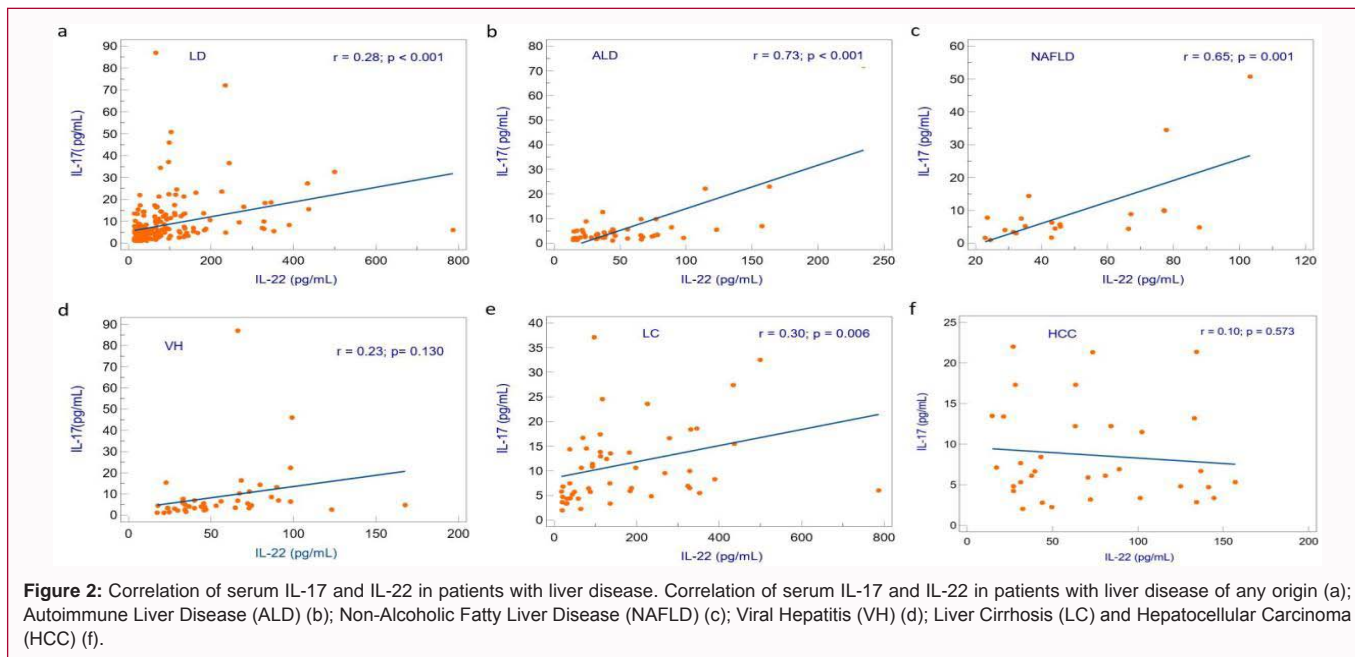 a
LD
r = 0.28; p < 0.001
IL-17( pg/mL)
90
80
70
60
50
40
30
20
10
0
0
200
400
600
800
IL-22 (pg/mL)
b
ALD
r = 0.73; p < 0.001
IL-17( pg/mL)
80
70
60
50
40
30
20
10
0
0
50
100
150
200
250
IL-22 (pg/mL)
c
NAFLD
r = 0.65; p = 0.001
IL-17 (pg/mL)
60
50
40
30
20
10
0
20
40
60
80
100
120
IL-22 (pg/mL)
d
VH
r = 0.23; p= 0.130
IL-17(pg/mL)
90
80
70
60
50
40
30
20
10
0
0
50
100
150
200
IL-22 (pg/mL)
e
LC
r = 0.30; p = 0.006
IL-17 (pg/mL)
40
35
30
25
20
15
10
5
0
0
200
400
600
800
IL-22 (pg/mL)
f
HCC
r = 0.10; p = 0.573
IL-17 (pg/mL)
25
20
15
10
5
0
0
50
100
150
200
IL-22 (pg/mL)
Figure 2: Correlation of serum IL-17 and IL-22 in patients with liver disease. Correlation of serum IL-17 and IL-22 in patients with liver disease of any origin (a);
Autoimmune Liver Disease (ALD) (b); Non-Alcoholic Fatty Liver Disease (NAFLD) (c); Viral Hepatitis (VH) (d); Liver Cirrhosis (LC) and Hepatocellular Carcinoma
(HCC) (f).